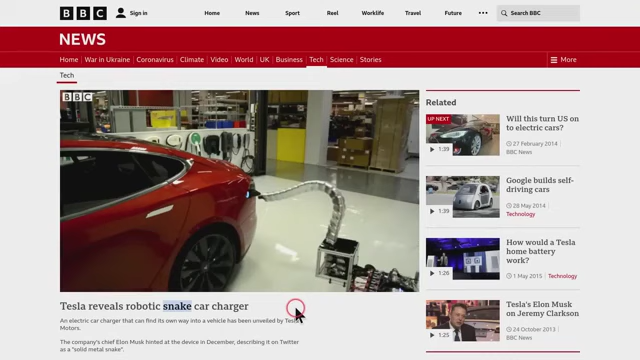 BBC
Sign in
Home
News
Sport
Reel
Worklife
Travel
Future
Search BBC
NEWS
Home
War in Ukraine
Coronavirus
Climate
Video
World
UK
Business
Tech
Science
Stories
More
Tech
BBC
Tesla reveals robotic snake car charger
An electric car charger that can find its own way into a vehicle has been unveiled by Tesla
Motors.
The company's chief Elon Musk hinted at the device in December, describing it on Twitter
as a "solid metal snake".
Related
UP NEXT
1:39
Will this turn US on
to electric cars?
27 February 2014
BBC News
1:39
Google builds self-
driving cars
28 May 2014
Technology
1:26
How would a Tesla
home battery
work?
1 May 2015
Technology
1:25
Tesla's Elon Musk
on Jeremy Clarkson
24 October 2013
BBC News